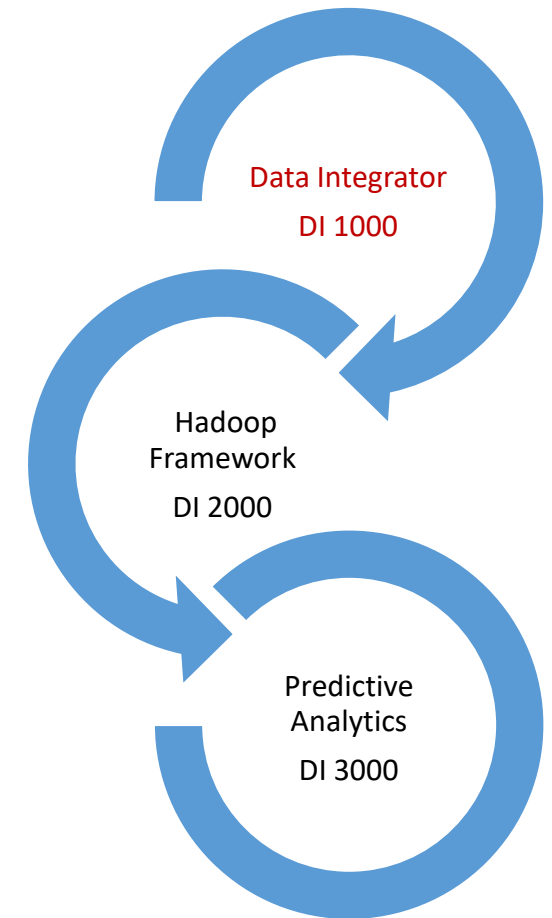 Data Integrator
DI 1000
Hadoop
Framework
DI 2000
Predictive
Analytics
DI 3000